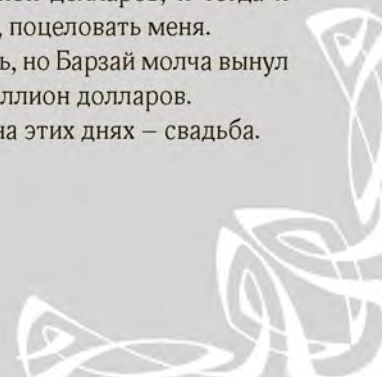 , поцеловать меня.
ь, но Барзай молча вынул
ллион долларов.
на этих днях – свадьба.